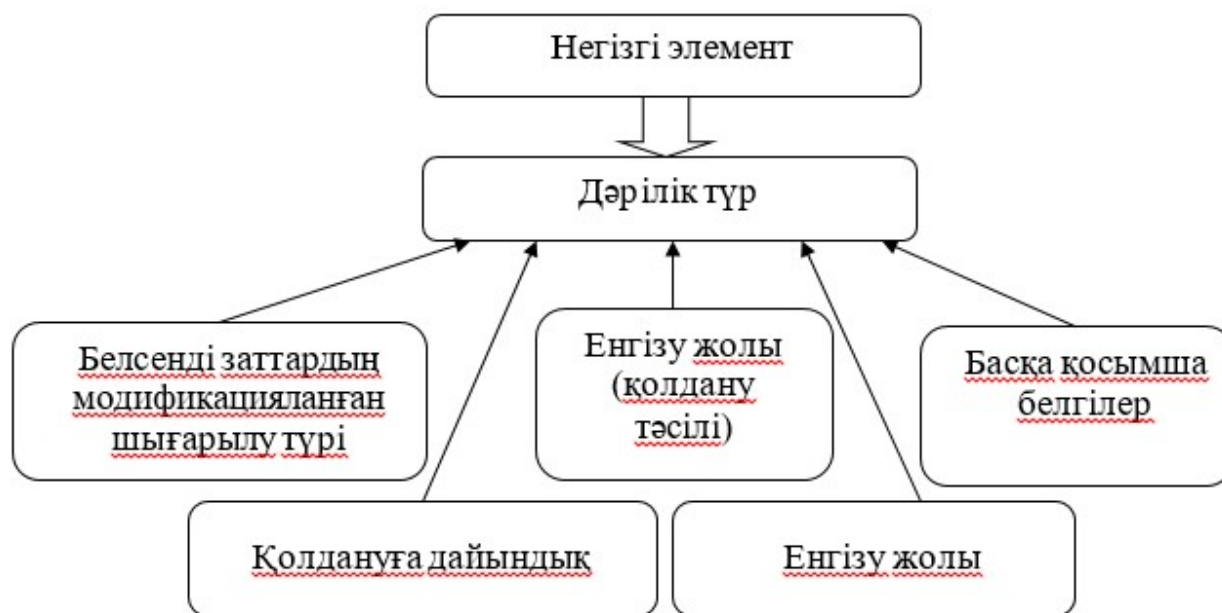 Негізгі элемент
Дәрілік түр
Белсенді заттардың
модификацияланған
шығарылу түрі
Енгізу жолы
(қолдану
тәсілі)
Басқа қосымша
белгілер
Қолдануға дайындық
Енгізу жолы